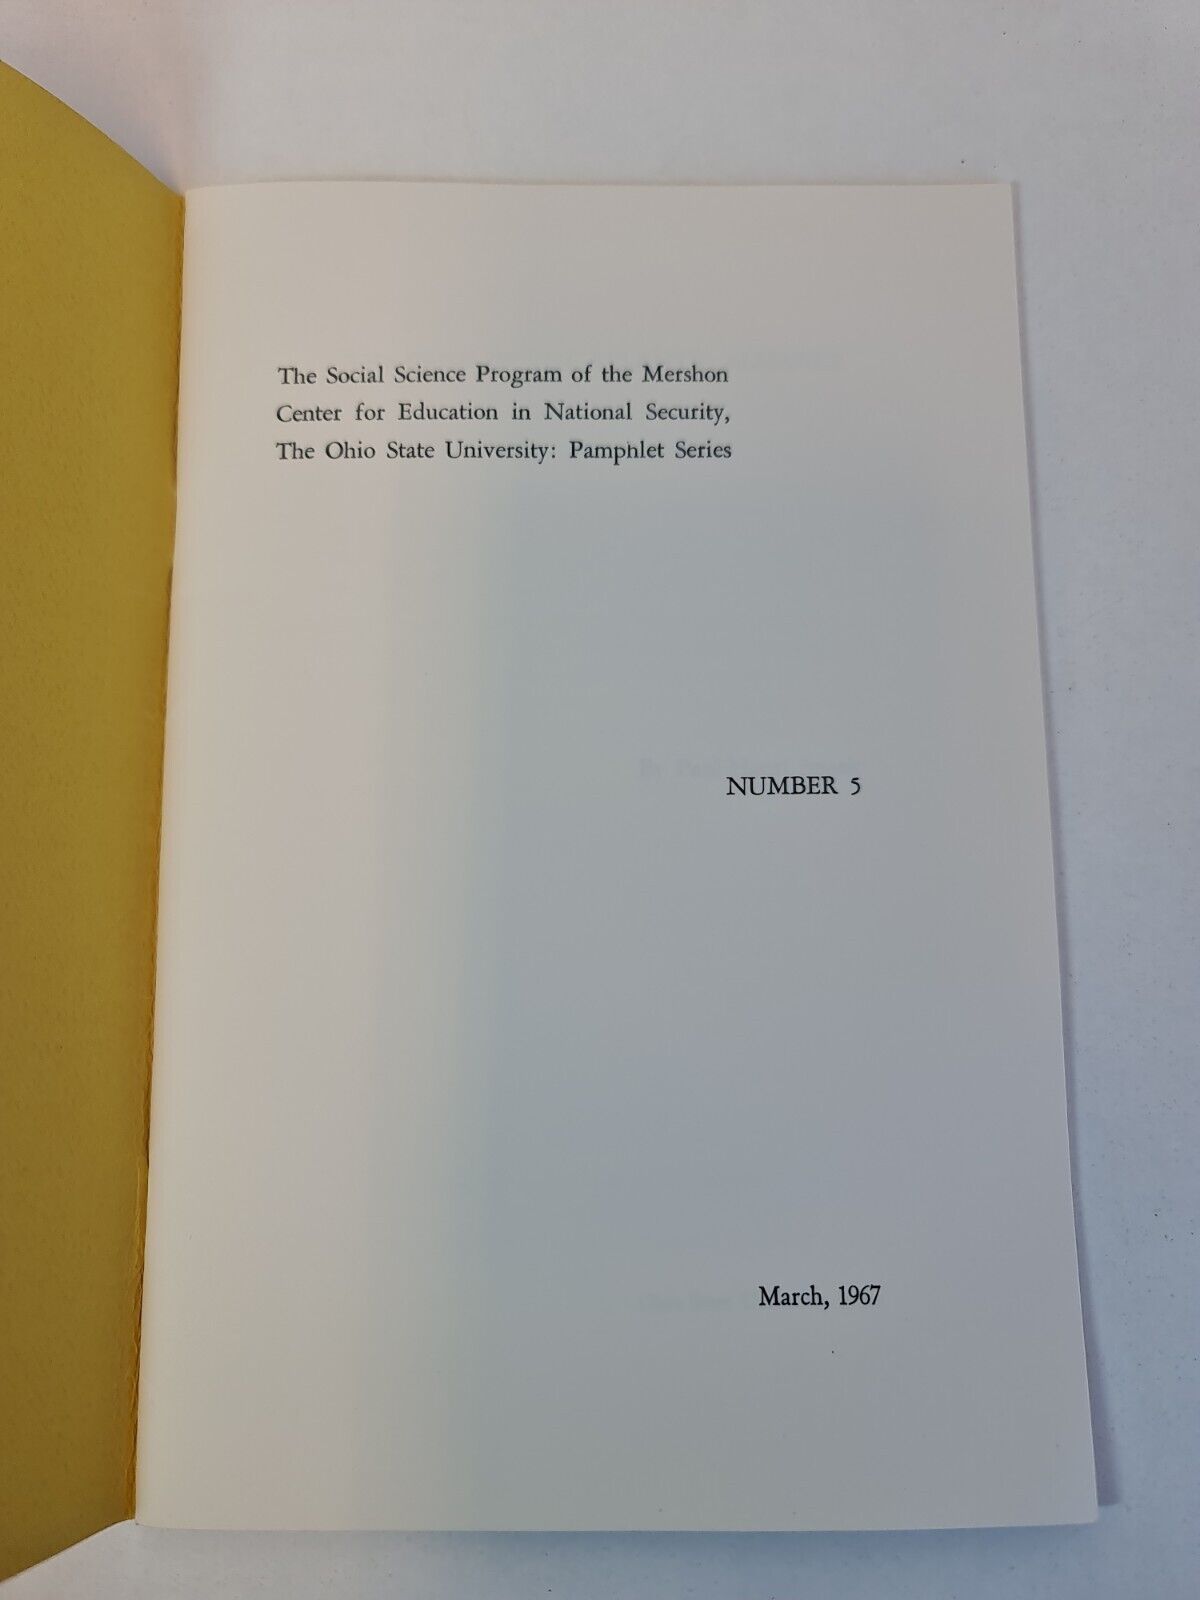 The Social Science Program of the Mershon
Center for Education in National Security,
The Ohio State University: Pamphlet Series
NUMBER 5
March, 1967